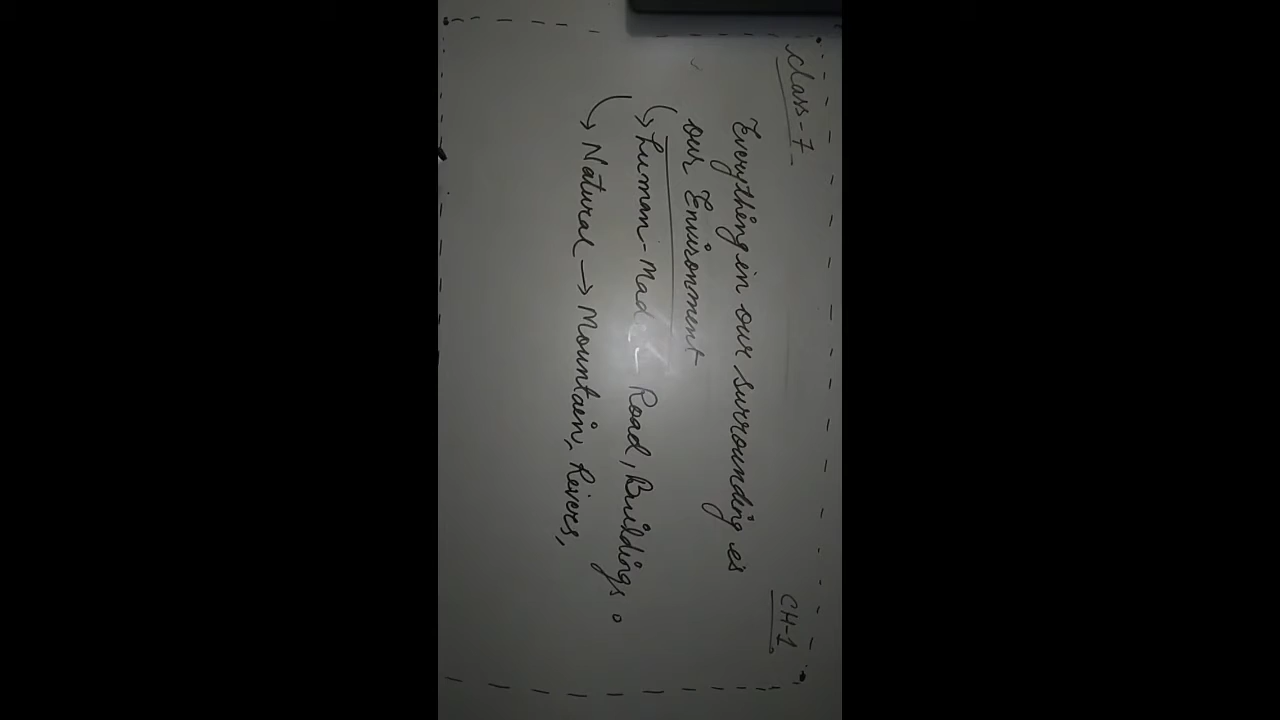 Class-7
CH-1
Everything in our surrounding is
our Environment
↳ human-Made - Road, Buildings.
↳ Natural → Mountain, Rivers,